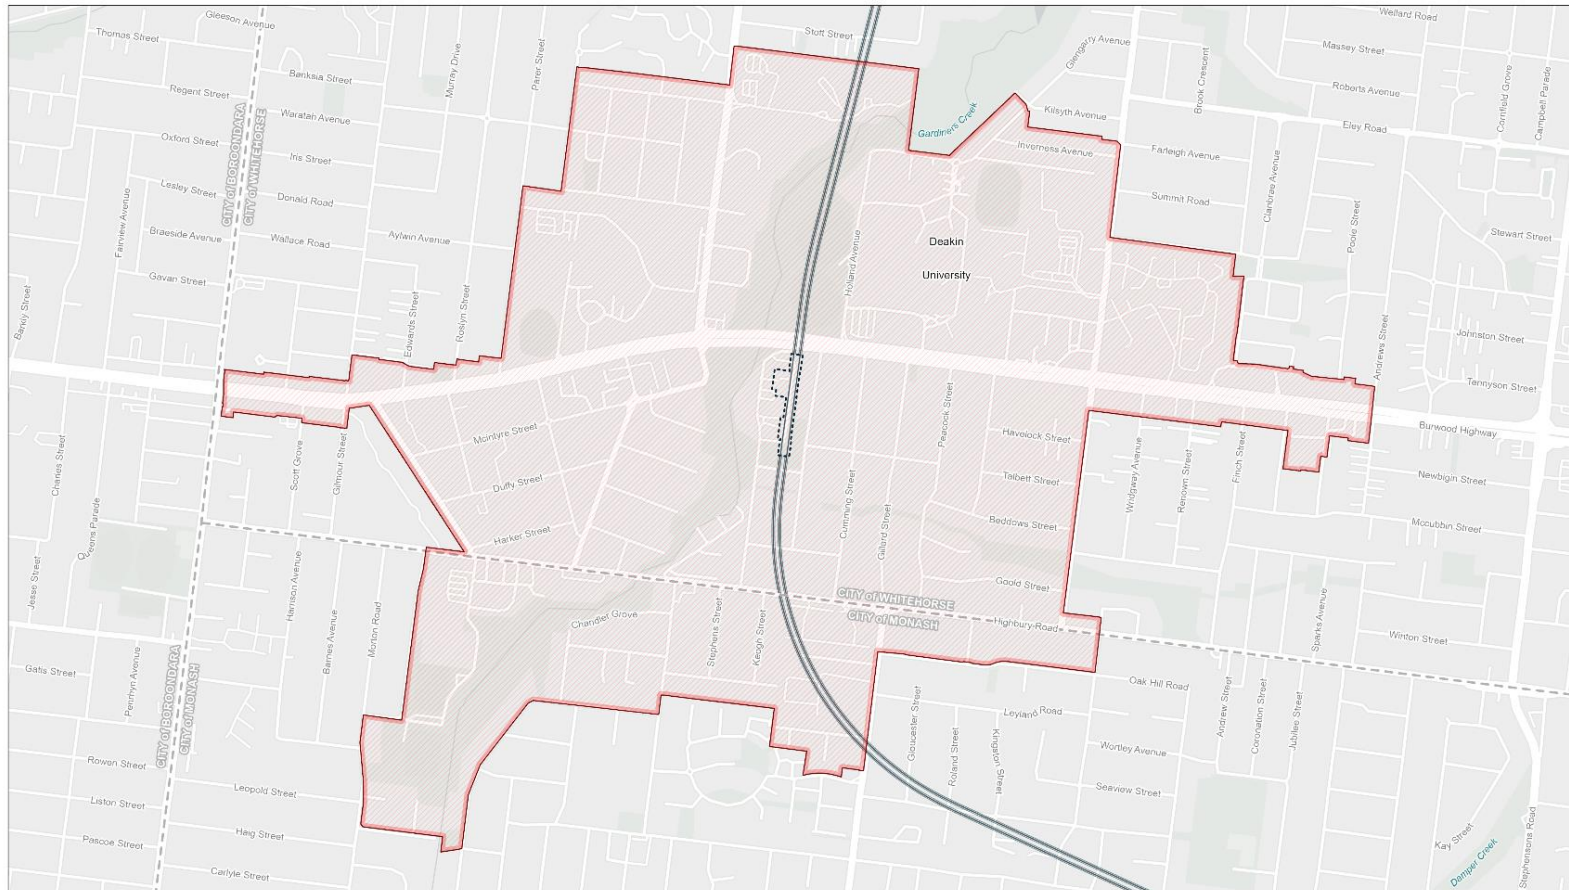 Gleeson Avenue
Thomas Street
Stott Street
Wellard Road
Glengarry Avenue
Massey Street
Murray Drive
Parer Street
Banksia Street
Regent Street
Brook Crescent
Roberts Avenue
Cornfield Grove
Campbell Parade
Waratah Avenue
Kilsyth Avenue
Gardiners Creek
Eley Road
Oxford Street
CITY of BOROONDARA
CITY of WHITEHORSE
Iris Street
Inverness Avenue
Farleigh Avenue
Lesley Street
Donald Road
Summit Road
Clanbrae Avenue
Fairview Avenue
Braeside Avenue
Wallace Road
Aylwin Avenue
Holland Avenue
Deakin
University
Poole Street
Stewart Street
Gavan Street
Barkly Street
Edwards Street
Roslyn Street
Andrews Street
Johnston Street
Tennyson Street
Peacock Street
Burwood Highway
Mcintyre Street
Havelock Street
Charles Street
Scott Grove
Gilmour Street
Duffy Street
Talbett Street
Widgway Avenue
Renown Street
Finch Street
Newbigin Street
Cumming Street
Gillard Street
Beddows Street
Mccubbin Street
Queens Parade
Harker Street
Jesse Street
Harrison Avenue
Barnes Avenue
Morton Road
Goold Street
CITY of WHITEHORSE
CITY of MONASH
Highbury Road
Chandler Grove
Stephens Street
Keogh Street
Sparks Avenue
Winton Street
Gatis Street
Penrhyn Avenue
CITY of BOROONDARA
CITY of MONASH
Oak Hill Road
Leyland Road
Gloucester Street
Roland Street
Kingston Street
Andrew Street
Coronation Street
Jubilee Street
Wortley Avenue
Rowen Street
Leopold Street
Seaview Street
Liston Street
Haig Street
Pascoe Street
Carlyle Street
Kay Street
Damper Creek
Stephensons Road